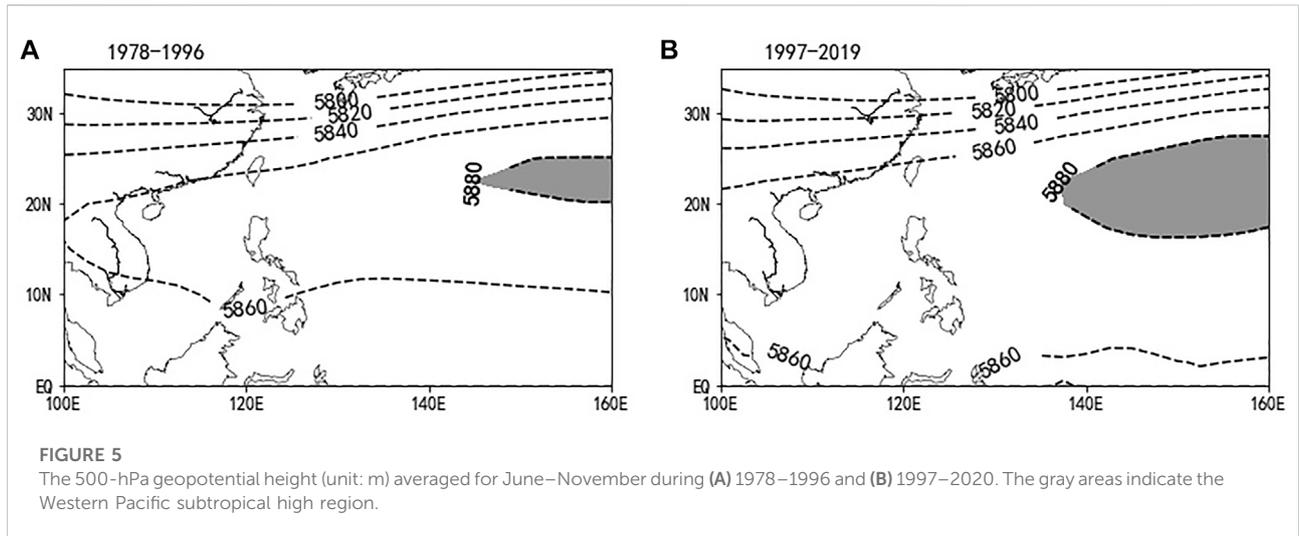 A
1978–1996
5800
5820
5840
5880
5860
30N
20N
10N
EQ
100E 120E 140E 160E
B
1997–2019
5800
5820
5840
5860
5880
5860
5860
30N
20N
10N
EQ
100E 120E 140E 160E
FIGURE 5
The 500-hPa geopotential height (unit: m) averaged for June–November during (A) 1978–1996 and (B) 1997–2020. The gray areas indicate the
Western Pacific subtropical high region.